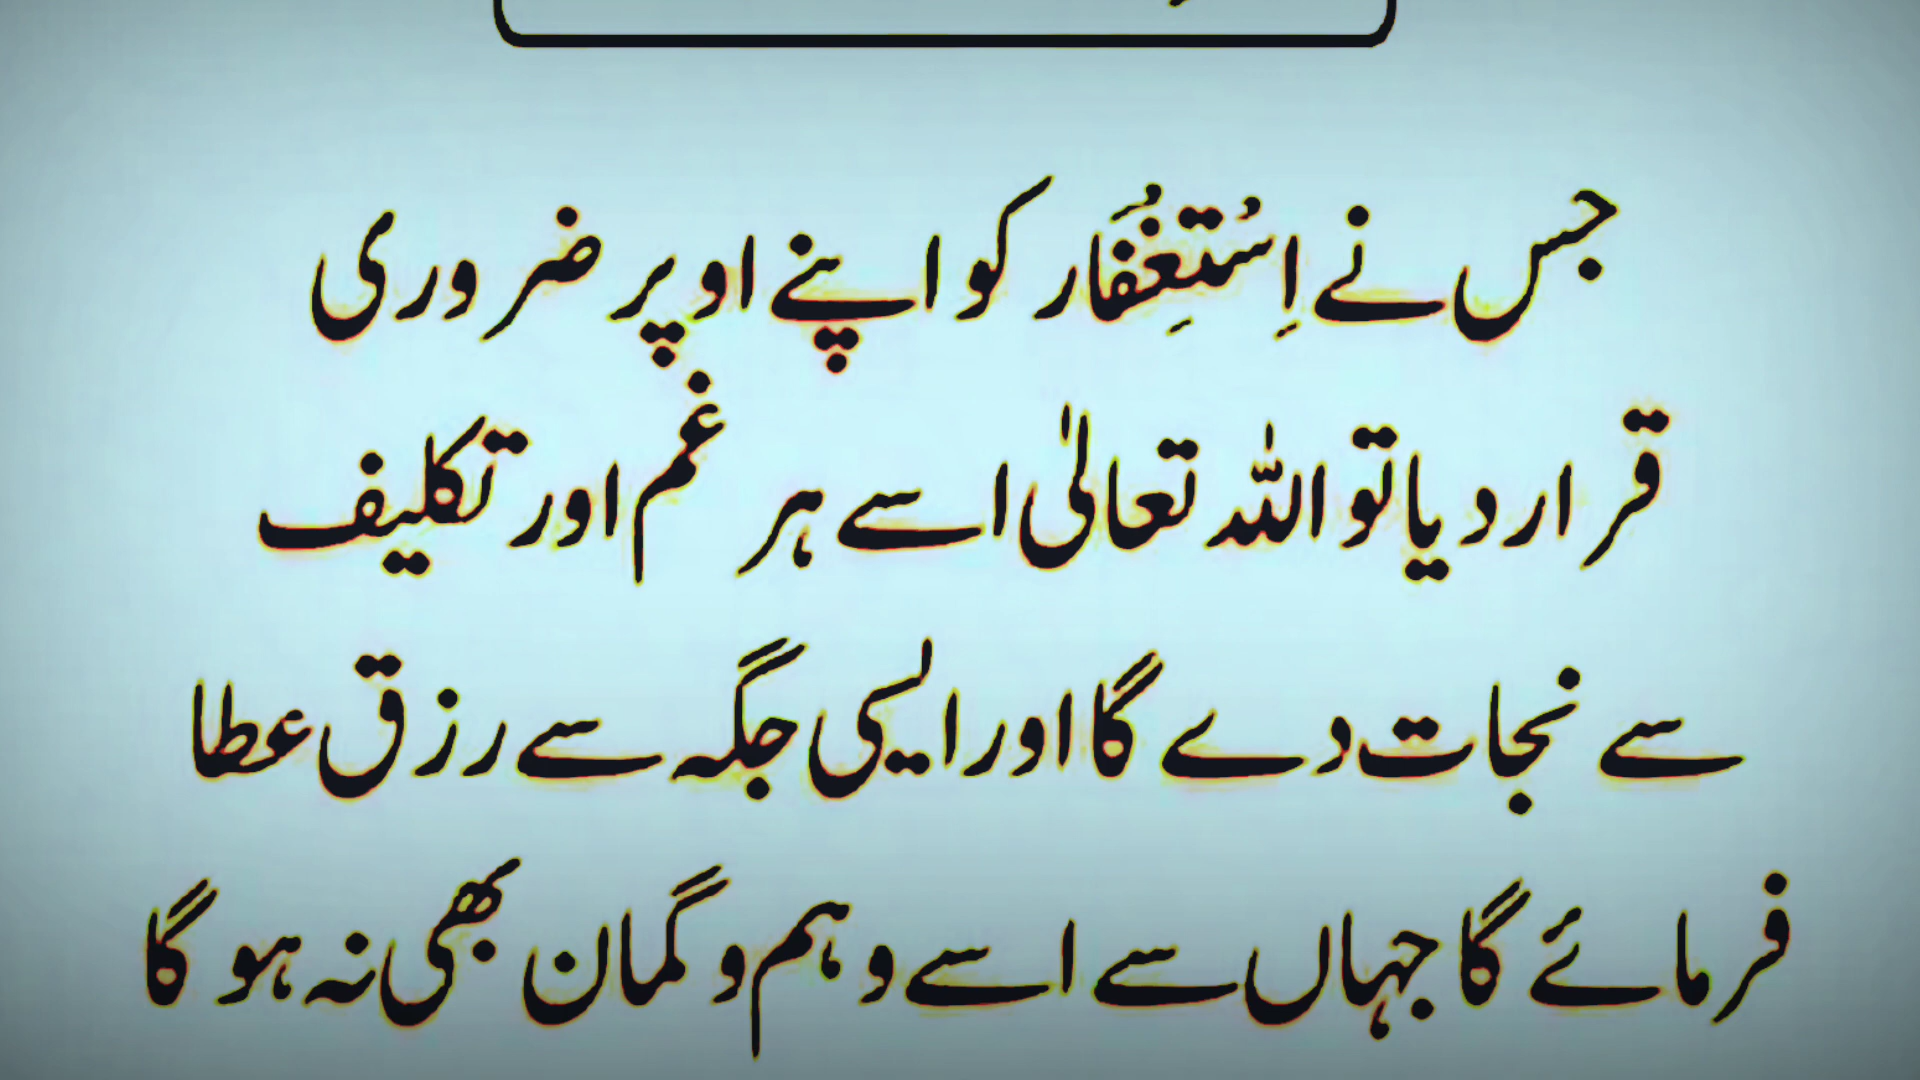 جس نے اِسْتِغْفَار کو اپنے اوپر ضروری
قرار دیا تو اللہ تعالیٰ اسے ہر غم اور تکلیف
سے نجات دے گا اور ایسی جگہ سے رزق عطا
فرمائے گا جہاں سے اسے وہم و گمان بھی نہ ہو گا